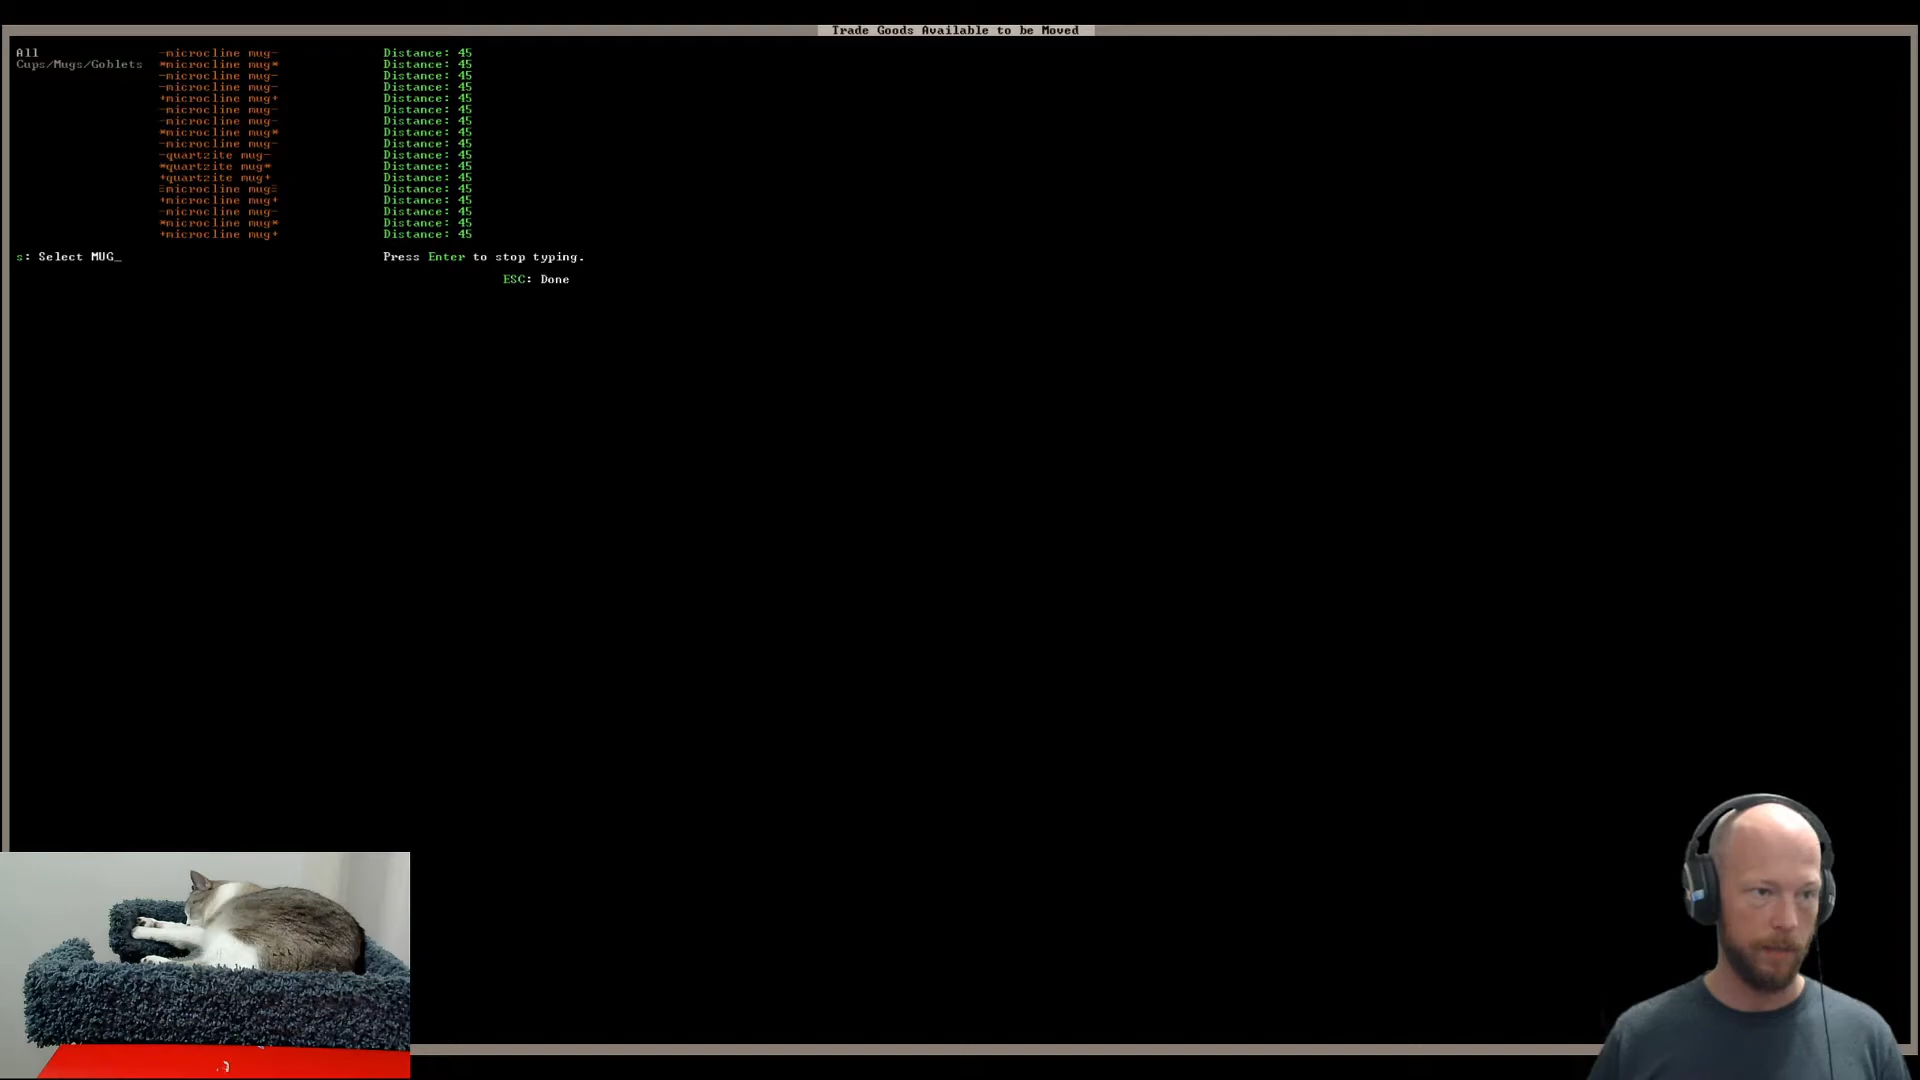 Trade Goods Available to be Moved
All -microcline mug- Distance: 45
Cups/Mugs/Goblets *microcline mug* Distance: 45
-microcline mug- Distance: 45
-microcline mug- Distance: 45
+microcline mug+ Distance: 45
-microcline mug- Distance: 45
-microcline mug- Distance: 45
*microcline mug* Distance: 45
-microcline mug- Distance: 45
-quartzite mug- Distance: 45
*quartzite mug* Distance: 45
+quartzite mug+ Distance: 45
≡microcline mug≡ Distance: 45
+microcline mug+ Distance: 45
-microcline mug- Distance: 45
*microcline mug* Distance: 45
+microcline mug+ Distance: 45
s: Select MUG_ Press Enter to stop typing.
ESC: Done